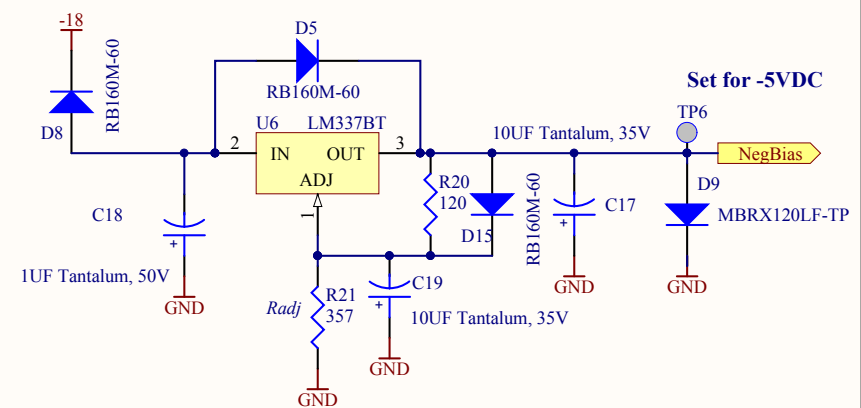 -18
D5
RB160M-60
RB160M-60
D8
Set for -5VDC
TP6
U6 LM337BT
2 IN OUT 3
ADJ
1
10UF Tantalum, 35V
NegBias
R20
120
D15
RB160M-60
C17
D9
MBRX120LF-TP
C18
+
+
1UF Tantalum, 50V
GND
GND
GND
Radj
R21
357
C19
+
10UF Tantalum, 35V
GND
GND